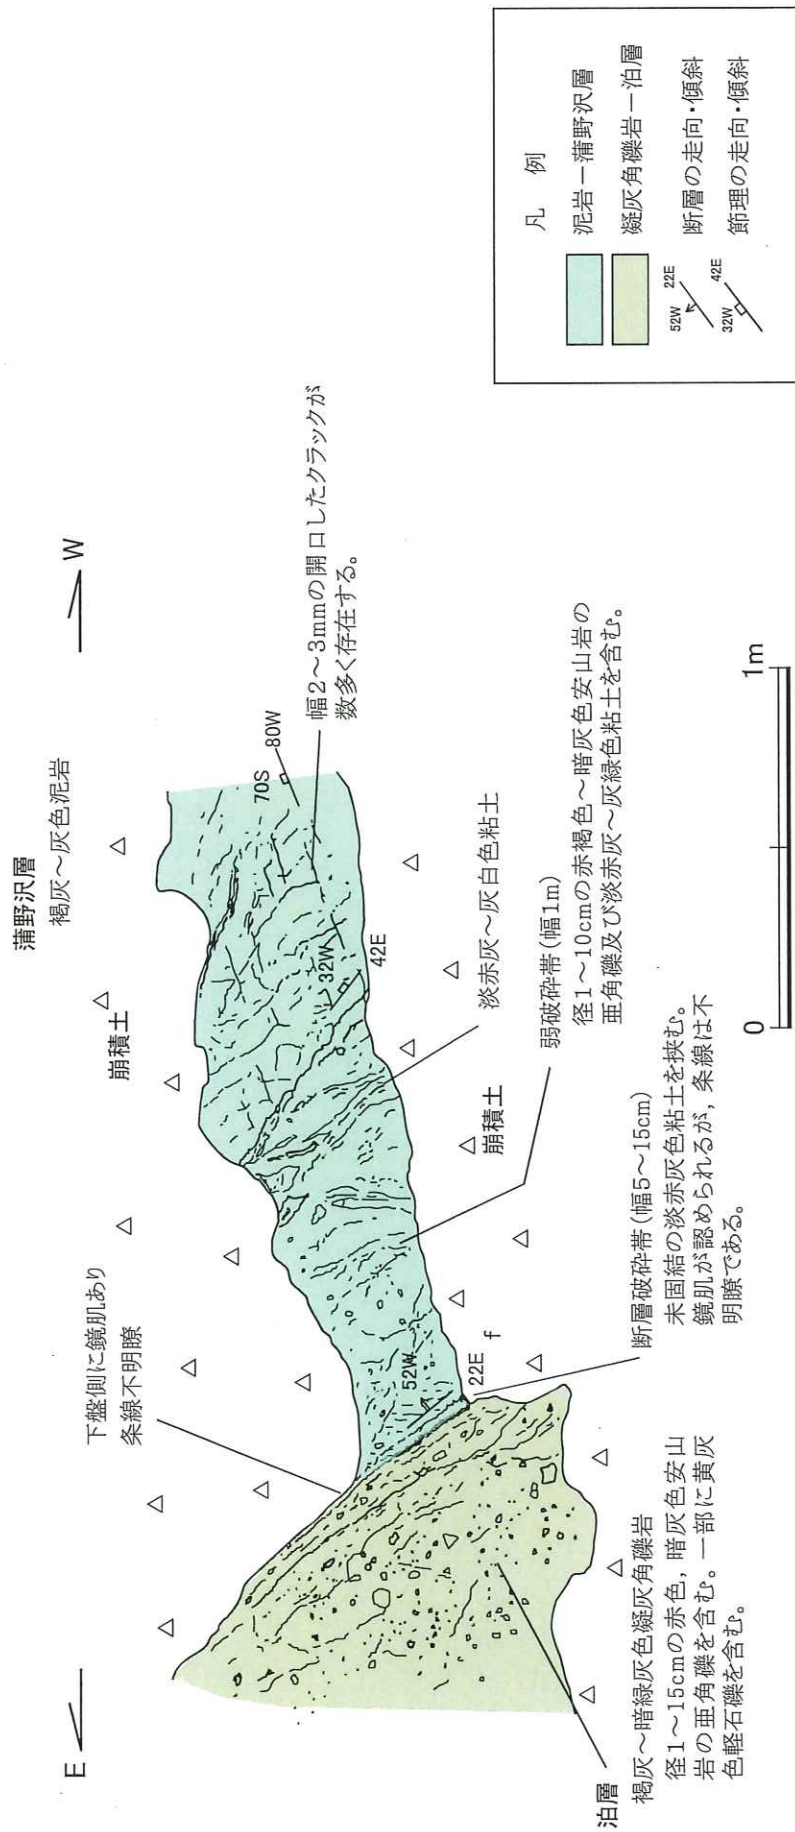 E
W
蒲野沢層
褐灰～灰色泥岩
崩積土
下盤側に鏡肌あり
条線不明瞭
70S
80W
幅2～3mmの開口したクラックが
数多く存在する。
32W
42E
淡赤灰～灰白色粘土
弱破砕帯(幅1m)
径1～10cmの赤褐色～暗灰色安山岩の
亜角礫及び淡赤灰～灰緑色粘土を含む。
崩積土
52W
22E
f
断層破砕帯(幅5～15cm)
未固結の淡赤灰色粘土を挟む。
鏡肌が認められるが，条線は不
明瞭である。
泊層
褐灰～暗緑灰色凝灰角礫岩
径1～15cmの赤色，暗灰色安山
岩の亜角礫を含む。一部に黄灰
色軽石礫を含む。
0
1m
凡 例
泥岩－蒲野沢層
凝灰角礫岩－泊層
52W
22E
断層の走向・傾斜
32W
42E
節理の走向・傾斜